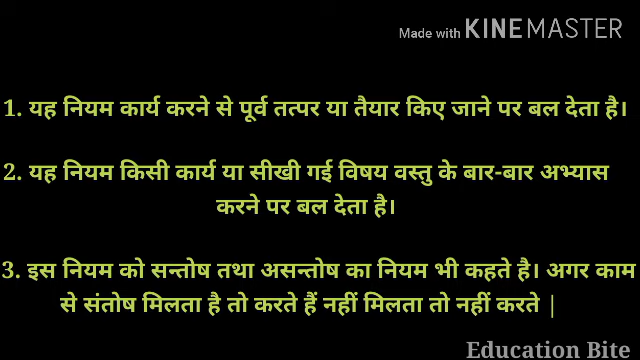 Made with KINEMASTER
1. यह नियम कार्य करने से पूर्व तत्पर या तैयार किए जाने पर बल देता है।
2. यह नियम किसी कार्य या सीखी गई विषय वस्तु के बार-बार अभ्यास
करने पर बल देता है।
3. इस नियम को सन्तोष तथा असन्तोष का नियम भी कहते है। अगर काम
से संतोष मिलता है तो करते हैं नहीं मिलता तो नहीं करते |
Education Bite